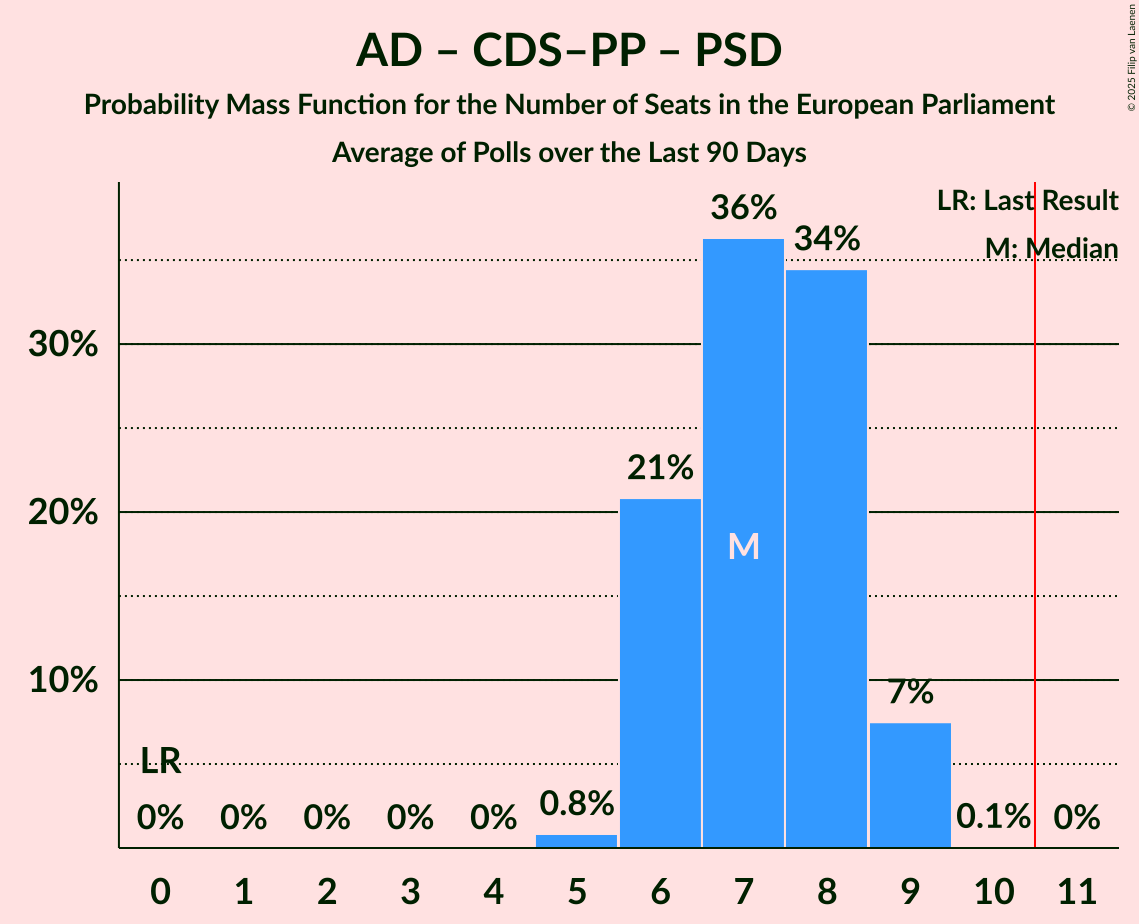 AD – CDS–PP – PSD
Probability Mass Function for the Number of Seats in the European Parliament
Average of Polls over the Last 90 Days
© 2025 Filip van Laenen
LR: Last Result
M: Median
36%
34%
30%
21%
20%
M
10%
7%
LR
0% 0% 0% 0% 0% 0.8% 0.1% 0%
0 1 2 3 4 5 6 7 8 9 10 11